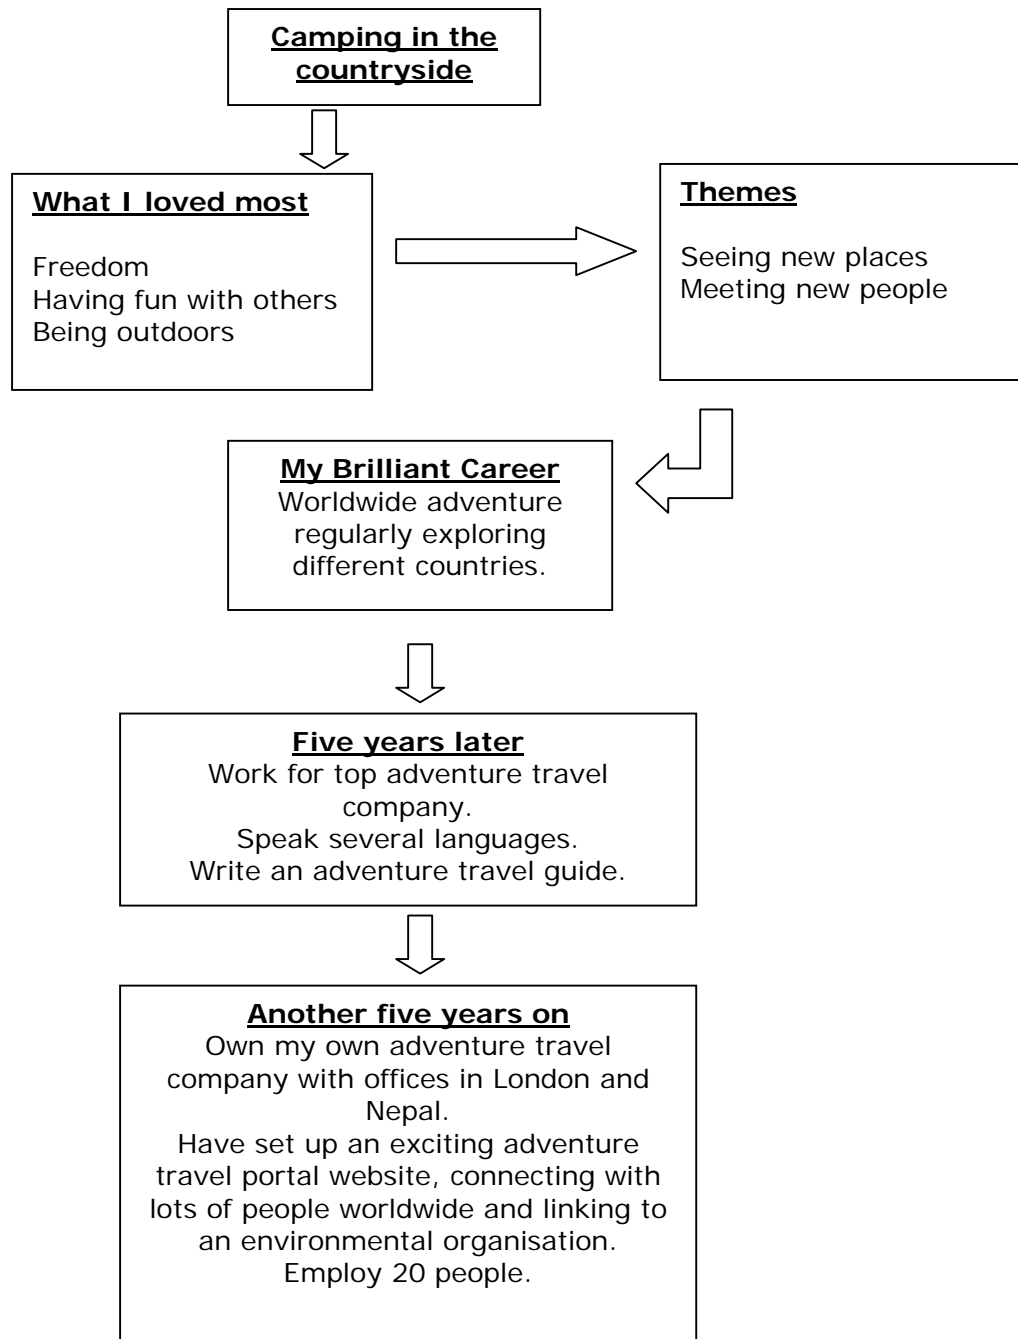 Camping in the
countryside
What I loved most
Freedom
Having fun with others
Being outdoors
Themes
Seeing new places
Meeting new people
My Brilliant Career
Worldwide adventure
regularly exploring
different countries.
Five years later
Work for top adventure travel
company.
Speak several languages.
Write an adventure travel guide.
Another five years on
Own my own adventure travel
company with offices in London and
Nepal.
Have set up an exciting adventure
travel portal website, connecting with
lots of people worldwide and linking to
an environmental organisation.
Employ 20 people.